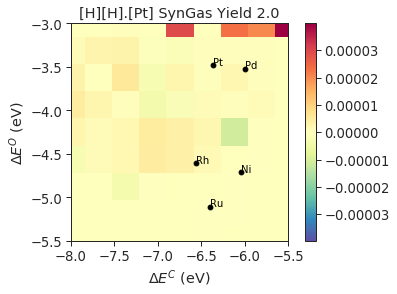 [H][H].[Pt] SynGas Yield 2.0
−3.0
−3.5
−4.0
−4.5
−5.0
−5.5
ΔE^O (eV)
Pt
Pd
Rh
Ni
Ru
−8.0 −7.5 −7.0 −6.5 −6.0 −5.5
ΔE^C (eV)
0.00003
0.00002
0.00001
0.00000
−0.00001
−0.00002
−0.00003